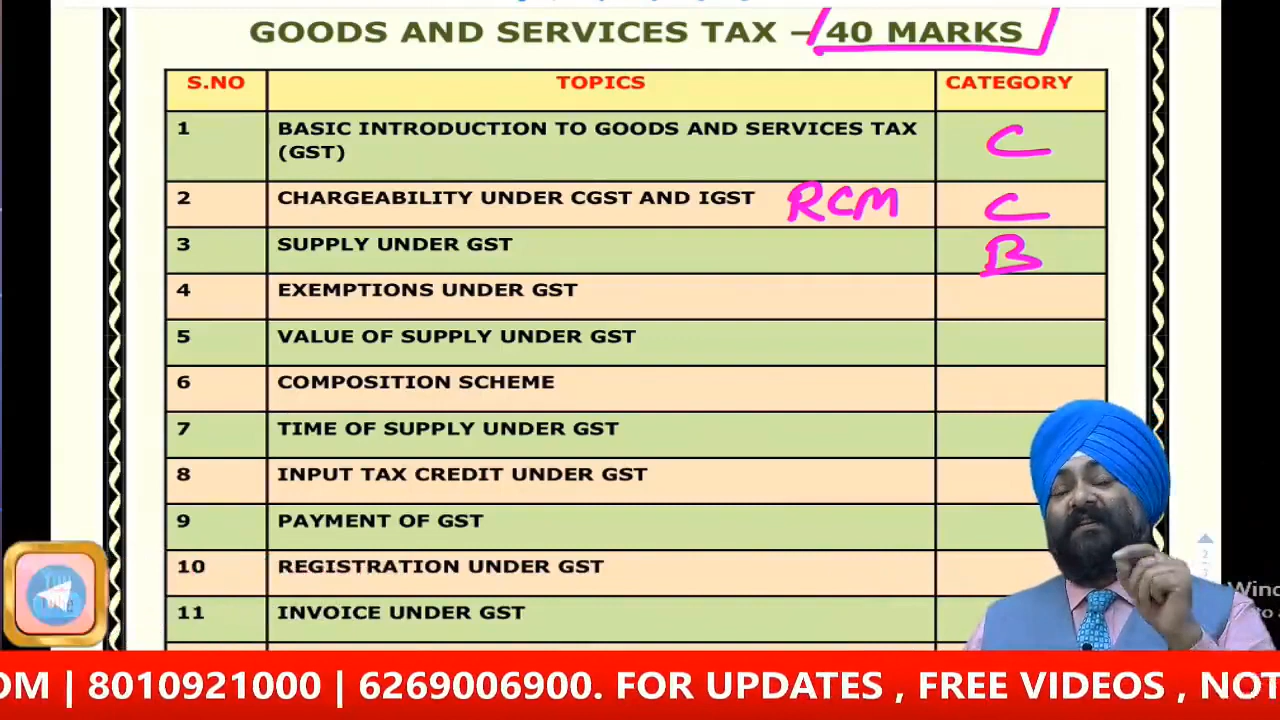 GOODS AND SERVICES TAX – 40 MARKS
S.NO TOPICS CATEGORY
1 BASIC INTRODUCTION TO GOODS AND SERVICES TAX (GST) C
2 CHARGEABILITY UNDER CGST AND IGST RCM C
3 SUPPLY UNDER GST B
4 EXEMPTIONS UNDER GST
5 VALUE OF SUPPLY UNDER GST
6 COMPOSITION SCHEME
7 TIME OF SUPPLY UNDER GST
8 INPUT TAX CREDIT UNDER GST
9 PAYMENT OF GST
10 REGISTRATION UNDER GST
11 INVOICE UNDER GST
OM | 8010921000 | 6269006900. FOR UPDATES , FREE VIDEOS , NOT